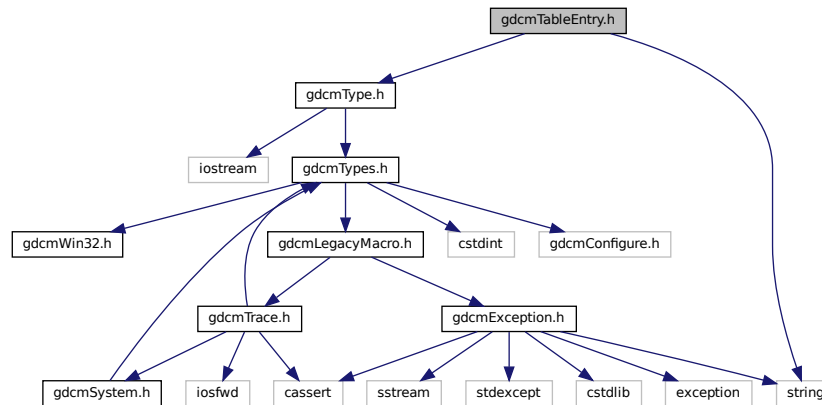 gdcmTableEntry.h
gdcmType.h
iostream
gdcmTypes.h
gdcmWin32.h
gdcmLegacyMacro.h
cstdint
gdcmConfigure.h
gdcmTrace.h
gdcmException.h
gdcmSystem.h
iosfwd
cassert
sstream
stdexcept
cstdlib
exception
string